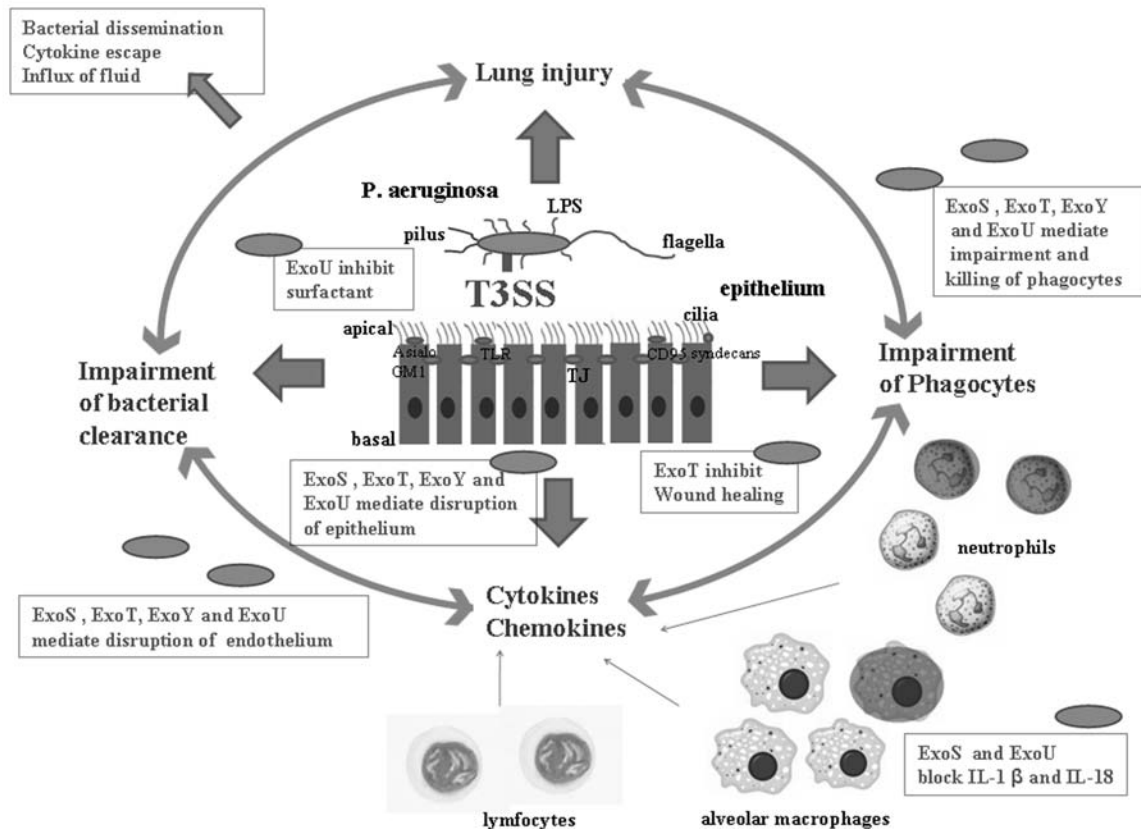 Bacterial dissemination
Cytokine escape
Influx of fluid
Lung injury
P. aeruginosa
LPS
pilus
flagella
T3SS
ExoU inhibit
surfactant
ExoS , ExoT, ExoY
and ExoU mediate
impairment and
killing of phagocytes
epithelium
apical
cilia
Asialo
GM1
TLR
CD95 syndecans
TJ
basal
Impairment
of bacterial
clearance
Impairment
of Phagocytes
ExoS , ExoT, ExoY and
ExoU mediate disruption
of epithelium
ExoT inhibit
Wound healing
neutrophils
ExoS , ExoT, ExoY and ExoU
mediate disruption of endothelium
Cytokines
Chemokines
ExoS and ExoU
block IL-1 β and IL-18
lymfocytes
alveolar macrophages